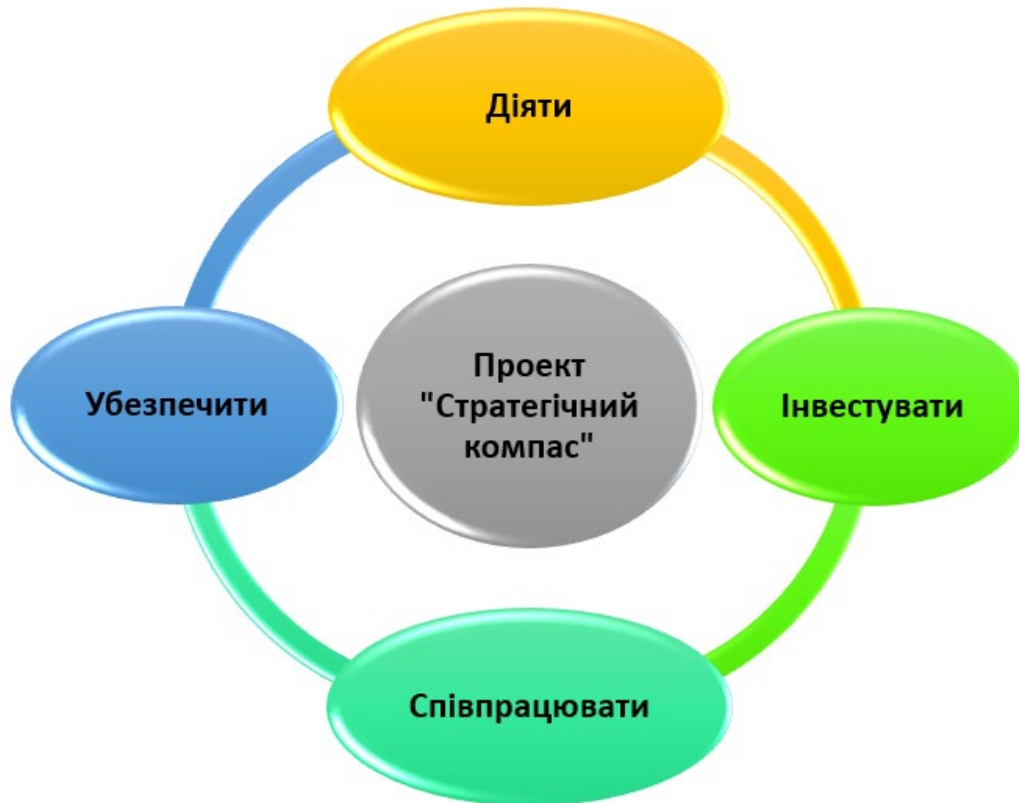 Діяти
Убезпечити
Проект
"Стратегічний
компас"
Інвестувати
Співпрацювати